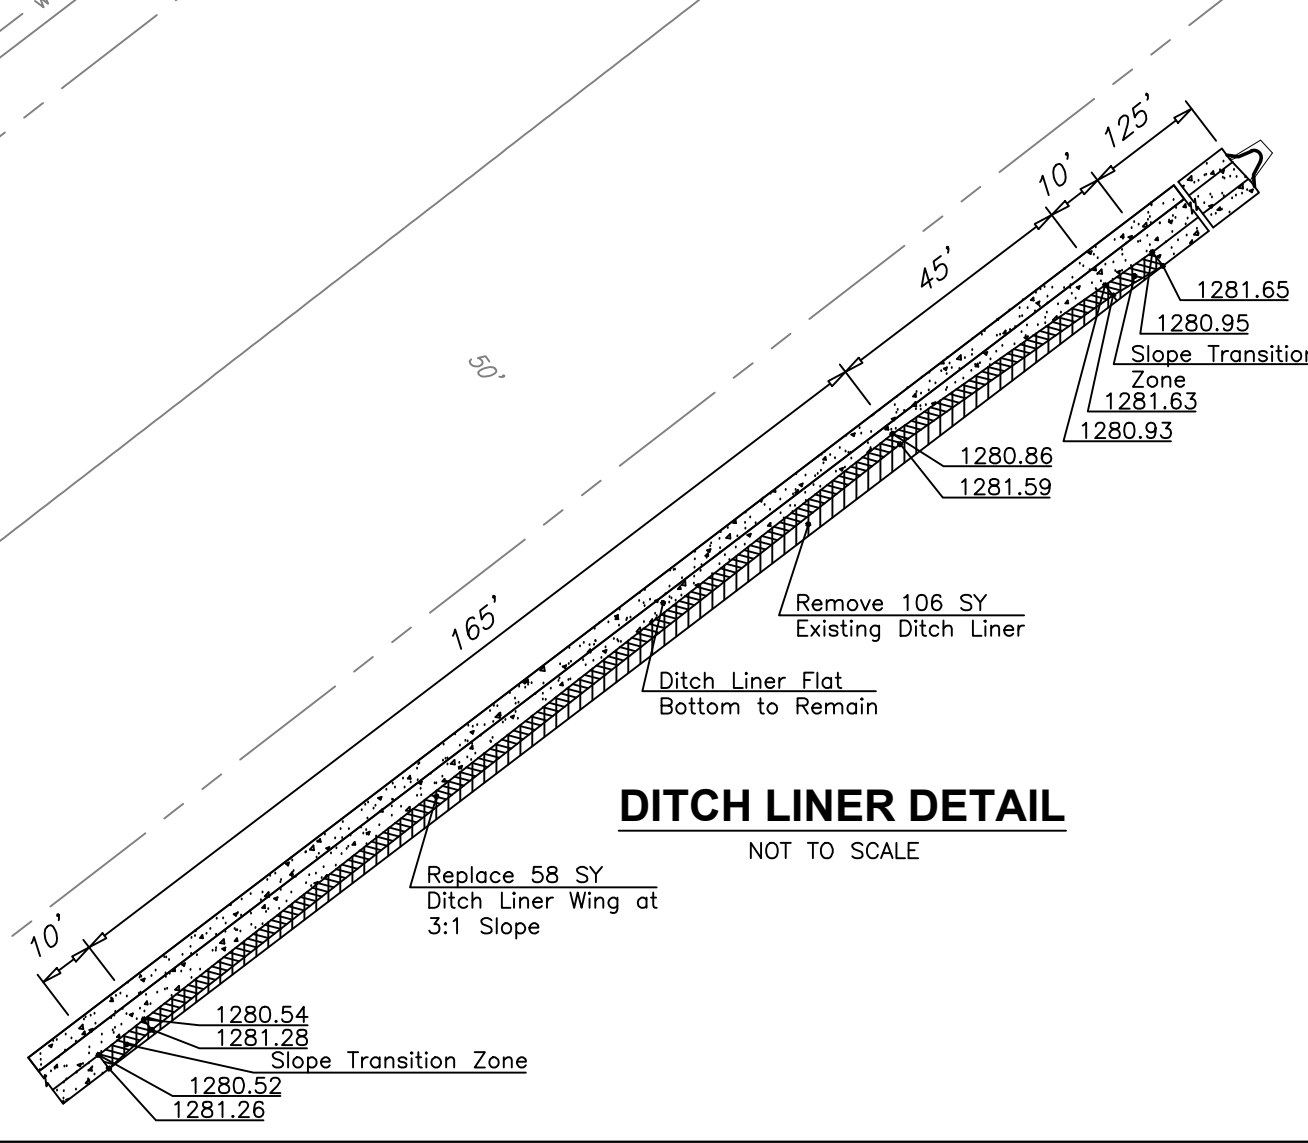 W
125'
10'
45'
50'
165'
10'
1281.65
1280.95
Slope Transition
Zone
1281.63
1280.93
1280.86
1281.59
Remove 106 SY
Existing Ditch Liner
Ditch Liner Flat
Bottom to Remain
DITCH LINER DETAIL
NOT TO SCALE
Replace 58 SY
Ditch Liner Wing at
3:1 Slope
1280.54
1281.28
Slope Transition Zone
1280.52
1281.26